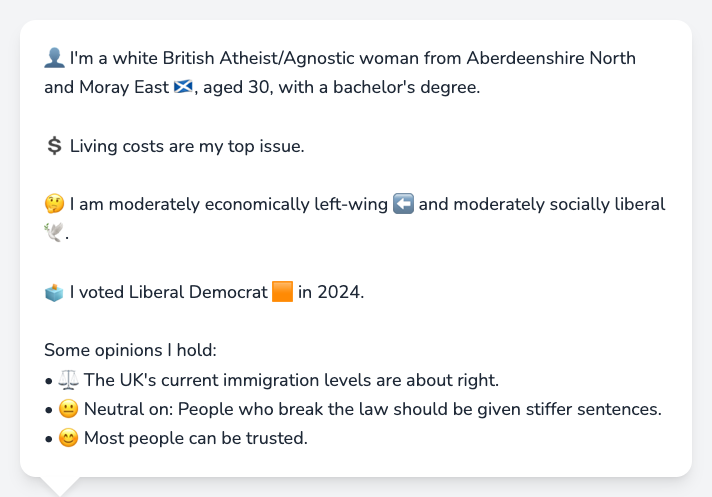 👤 I'm a white British Atheist/Agnostic woman from Aberdeenshire North
and Moray East 🏴󠁧󠁢󠁳󠁣󠁴󠁿, aged 30, with a bachelor's degree.
💲 Living costs are my top issue.
🤔 I am moderately economically left-wing ⬅️ and moderately socially liberal
🕊️.
🗳️ I voted Liberal Democrat 🟧 in 2024.
Some opinions I hold:
• ⚖️ The UK's current immigration levels are about right.
• 😐 Neutral on: People who break the law should be given stiffer sentences.
• 😊 Most people can be trusted.